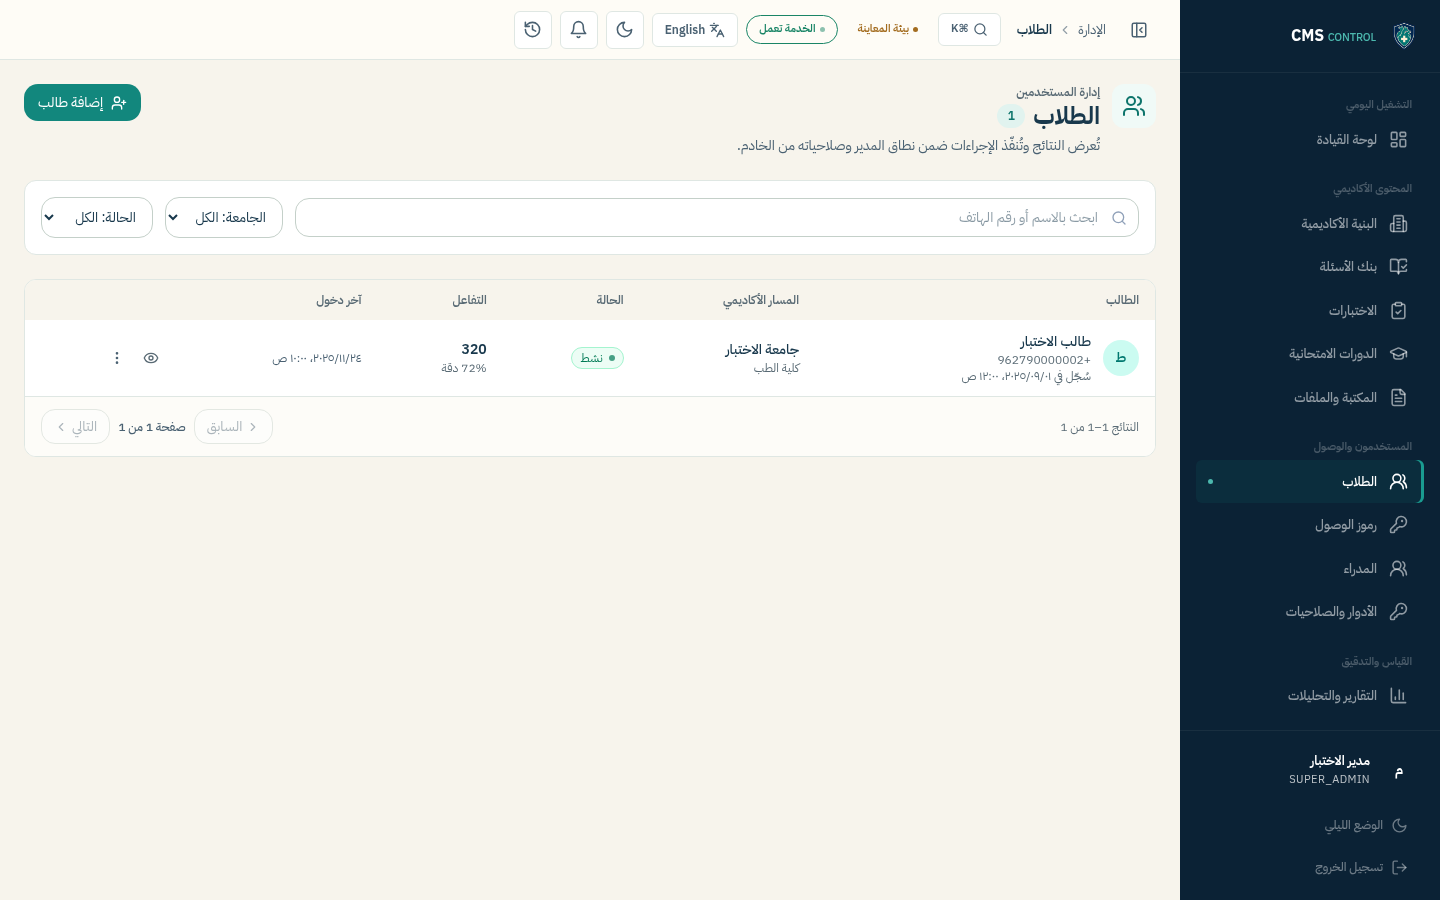 CMS CONTROL
التشغيل اليومي
لوحة القيادة
المحتوى الأكاديمي
البنية الأكاديمية
بنك الأسئلة
الاختبارات
الدورات الامتحانية
المكتبة والملفات
المستخدمون والوصول
الطلاب
رموز الوصول
المدراء
الأدوار والصلاحيات
القياس والتدقيق
التقارير والتحليلات
م
مدير الاختبار
SUPER_ADMIN
الوضع الليلي
تسجيل الخروج
الإدارة
الطلاب
⌘K
بيئة المعاينة
الخدمة تعمل
English
إدارة المستخدمين
الطلاب 1
تُعرض النتائج وتُنفّذ الإجراءات ضمن نطاق المدير وصلاحياته من الخادم.
إضافة طالب
ابحث بالاسم أو رقم الهاتف
الجامعة: الكل
الحالة: الكل
الطالب
المسار الأكاديمي
الحالة
التفاعل
آخر دخول
ط
طالب الاختبار
+962790000002
سُجّل في ٢٠٢٥/٠٩/٠١، ١٢:٠٠ ص
جامعة الاختبار
كلية الطب
نشط
320
72% دقة
٢٠٢٥/١١/٢٤، ١٠:٠٠ ص
النتائج 1–1 من 1
السابق
صفحة 1 من 1
التالي